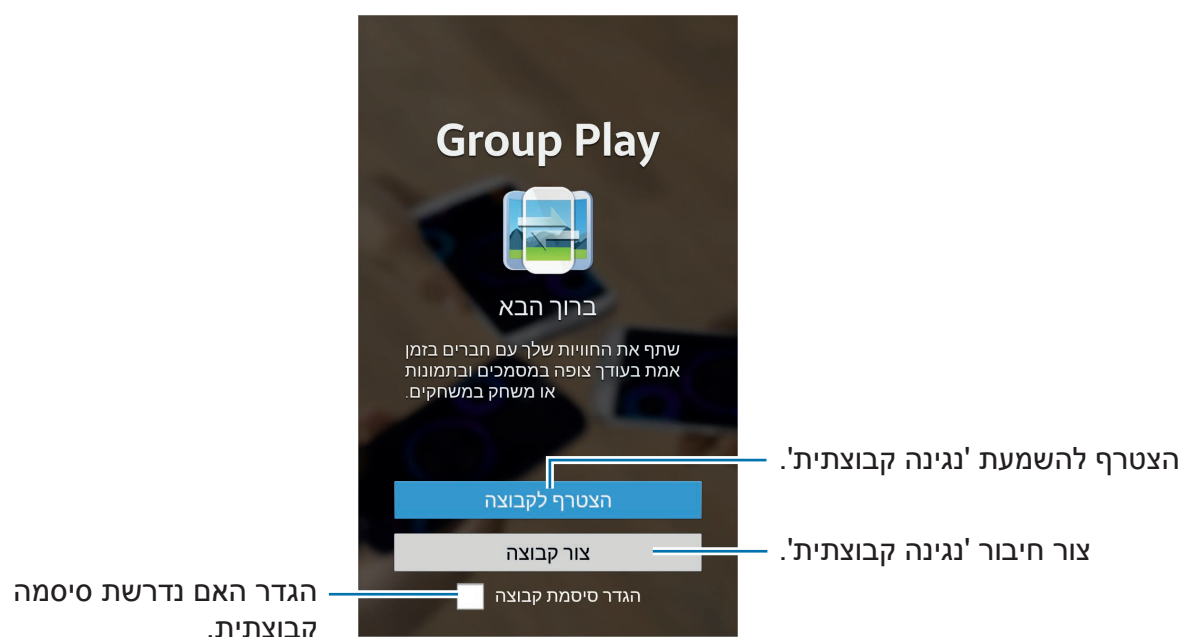 Group Play
ברוך הבא
שתף את החוויות שלך עם חברים בזמן
אמת בעודך צופה במסמכים ובתמונות
או משחק במשחקים.
הצטרף להשמעת 'נגינה קבוצתית'.
הצטרף לקבוצה
צור חיבור 'נגינה קבוצתית'.
צור קבוצה
הגדר סיסמת קבוצה
הגדר האם נדרשת סיסמה
קבוצתית.